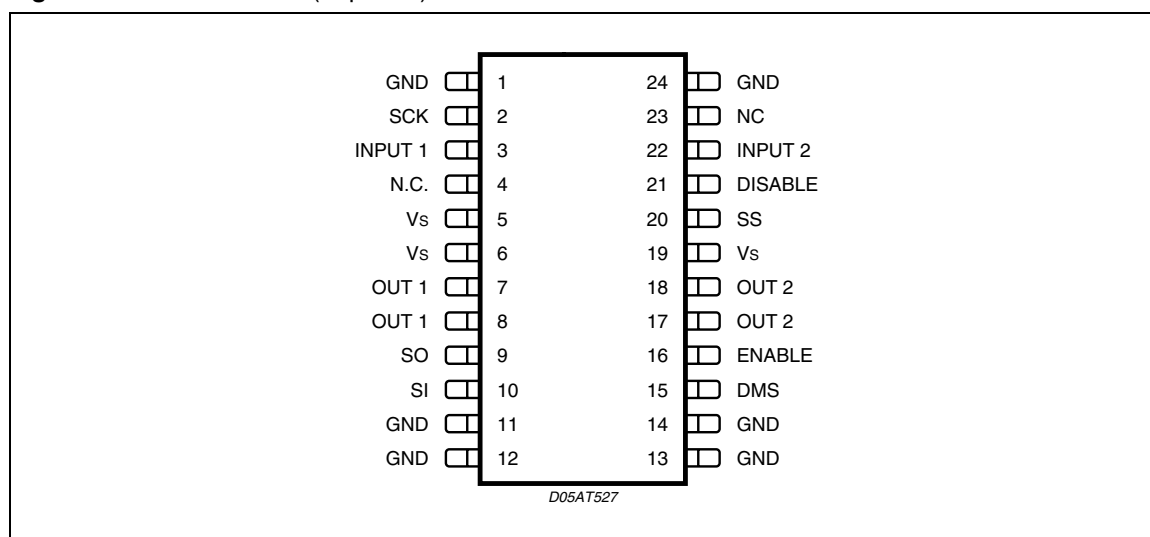 GND 1 24 GND
SCK 2 23 NC
INPUT 1 3 22 INPUT 2
N.C. 4 21 DISABLE
Vs 5 20 SS
Vs 6 19 Vs
OUT 1 7 18 OUT 2
OUT 1 8 17 OUT 2
SO 9 16 ENABLE
SI 10 15 DMS
GND 11 14 GND
GND 12 13 GND
D05AT527